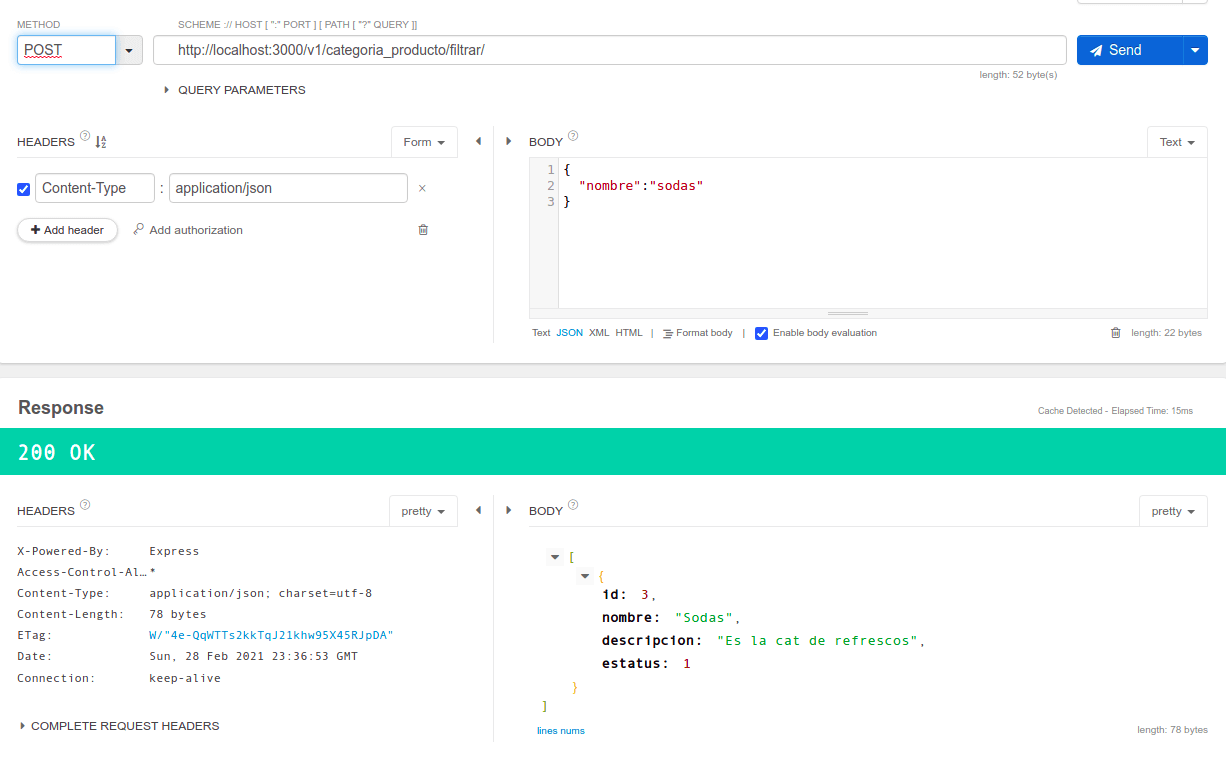 METHOD
SCHEME :// HOST [ ":" PORT ] [ PATH [ "?" QUERY ]]
POST
http://localhost:3000/v1/categoria_producto/filtrar/
Send
length: 52 byte(s)
QUERY PARAMETERS
HEADERS ?
Form
BODY ?
Text
Content-Type : application/json ×
Add header
Add authorization
1 {
2 "nombre":"sodas"
3 }
Text JSON XML HTML | Format body | Enable body evaluation
length: 22 bytes
Response
Cache Detected - Elapsed Time: 15ms
200 OK
HEADERS ?
pretty
BODY ?
pretty
X-Powered-By: Express
Access-Control-Al… *
Content-Type: application/json; charset=utf-8
Content-Length: 78 bytes
ETag: W/"4e-QqWTTs2kkTqJ21khw95X45RJpDA"
Date: Sun, 28 Feb 2021 23:36:53 GMT
Connection: keep-alive
COMPLETE REQUEST HEADERS
[
{
id: 3,
nombre: "Sodas",
descripcion: "Es la cat de refrescos",
estatus: 1
}
]
lines nums
length: 78 bytes